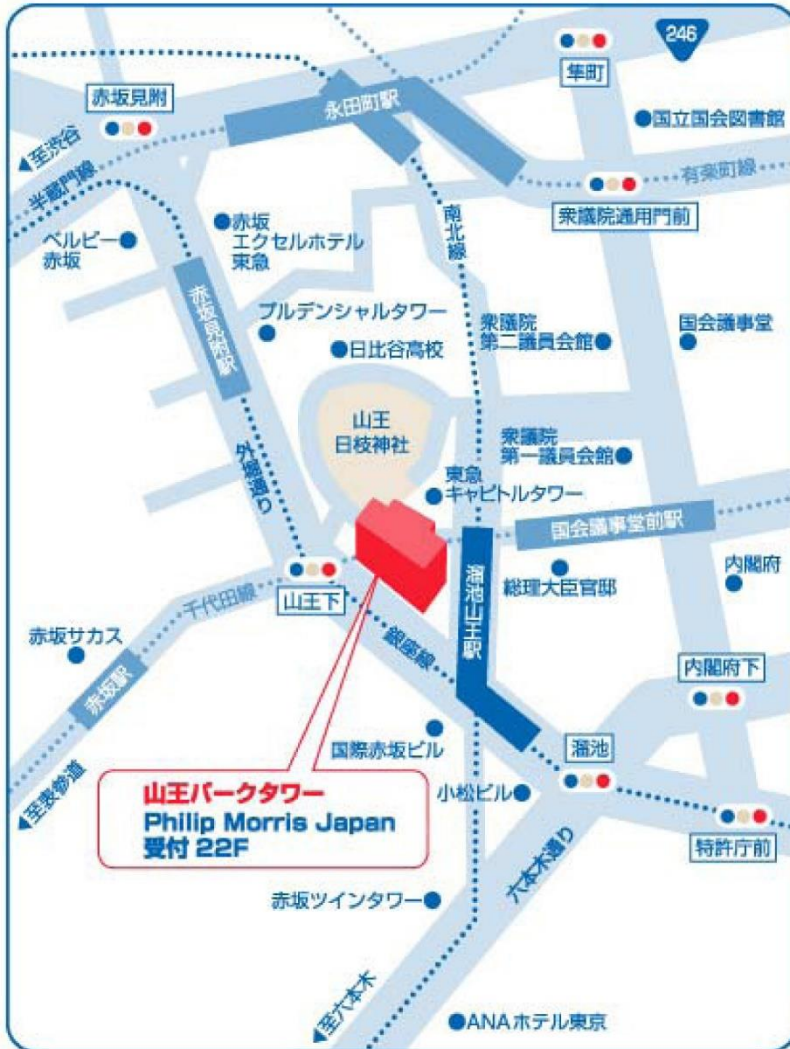 246
隼町
赤坂見附
永田町駅
国立国会図書館
▲至渋谷
半蔵門線
有楽町線
衆議院通用門前
南北線
赤坂
エクセルホテル
東急
ベルビー
赤坂
赤坂見附駅
プルデンシャルタワー
日比谷高校
衆議院
第二議員会館
国会議事堂
山王
日枝神社
外堀通り
衆議院
第一議員会館
東急
キャピトルタワー
国会議事堂前駅
山王下
千代田線
溜池山王駅
総理大臣官邸
内閣府
赤坂サカス
赤坂駅
銀座線
内閣府下
国際赤坂ビル
溜池
▲至表参道
山王パークタワー
Philip Morris Japan
受付 22F
小松ビル
特許庁前
六本木通り
赤坂ツインタワー
▲至六本木
ANAホテル東京